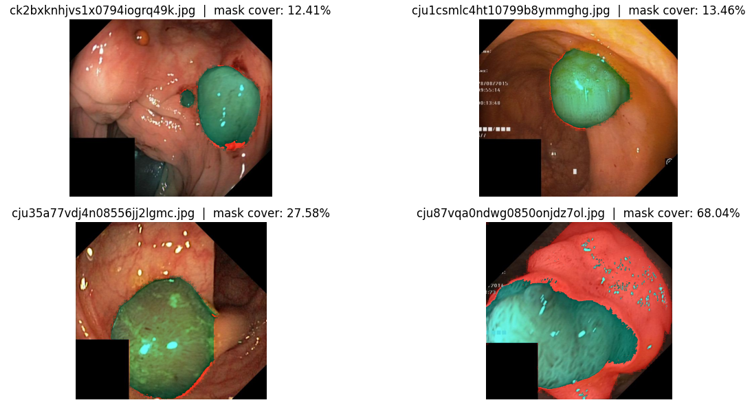 ck2bxknhjvs1x0794iogrq49k.jpg | mask cover: 12.41%
cju1csmlc4ht10799b8ymmghg.jpg | mask cover: 13.46%
cju35a77vdj4n08556jj2lgmc.jpg | mask cover: 27.58%
cju87vqa0ndwg0850onjdz7ol.jpg | mask cover: 68.04%